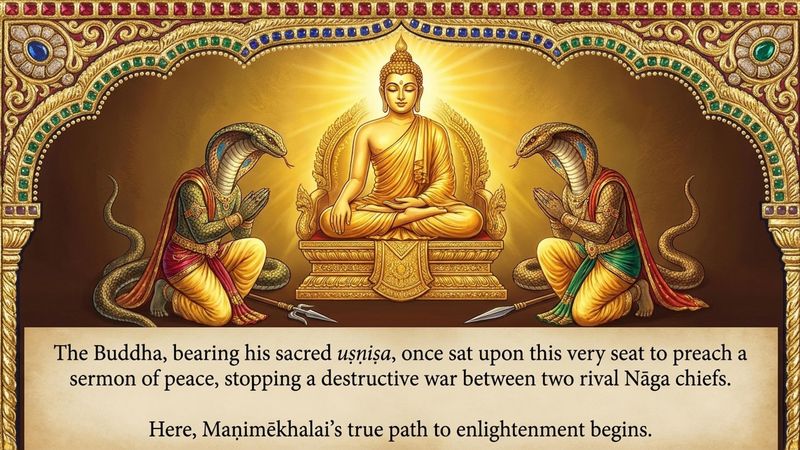 The Buddha, bearing his sacred uṣṇiṣa, once sat upon this very seat to preach a
sermon of peace, stopping a destructive war between two rival Nāga chiefs.
Here, Maṇimēkhalai’s true path to enlightenment begins.